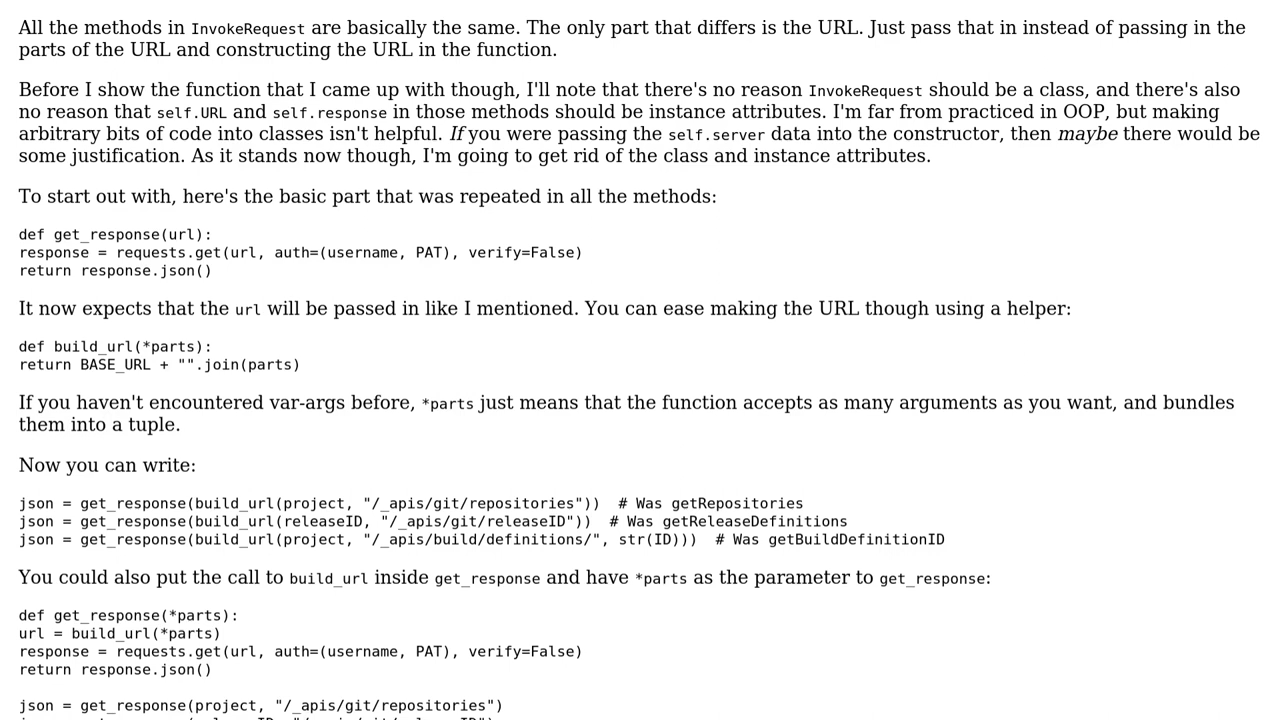 All the methods in InvokeRequest are basically the same. The only part that differs is the URL. Just pass that in instead of passing in the
parts of the URL and constructing the URL in the function.
Before I show the function that I came up with though, I'll note that there's no reason InvokeRequest should be a class, and there's also
no reason that self.URL and self.response in those methods should be instance attributes. I'm far from practiced in OOP, but making
arbitrary bits of code into classes isn't helpful. If you were passing the self.server data into the constructor, then maybe there would be
some justification. As it stands now though, I'm going to get rid of the class and instance attributes.
To start out with, here's the basic part that was repeated in all the methods:
def get_response(url):
response = requests.get(url, auth=(username, PAT), verify=False)
return response.json()
It now expects that the url will be passed in like I mentioned. You can ease making the URL though using a helper:
def build_url(*parts):
return BASE_URL + "".join(parts)
If you haven't encountered var-args before, *parts just means that the function accepts as many arguments as you want, and bundles
them into a tuple.
Now you can write:
json = get_response(build_url(project, "/_apis/git/repositories"))  # Was getRepositories
json = get_response(build_url(releaseID, "/_apis/git/releaseID"))  # Was getReleaseDefinitions
json = get_response(build_url(project, "/_apis/build/definitions/", str(ID)))  # Was getBuildDefinitionID
You could also put the call to build_url inside get_response and have *parts as the parameter to get_response:
def get_response(*parts):
url = build_url(*parts)
response = requests.get(url, auth=(username, PAT), verify=False)
return response.json()
json = get_response(project, "/_apis/git/repositories")